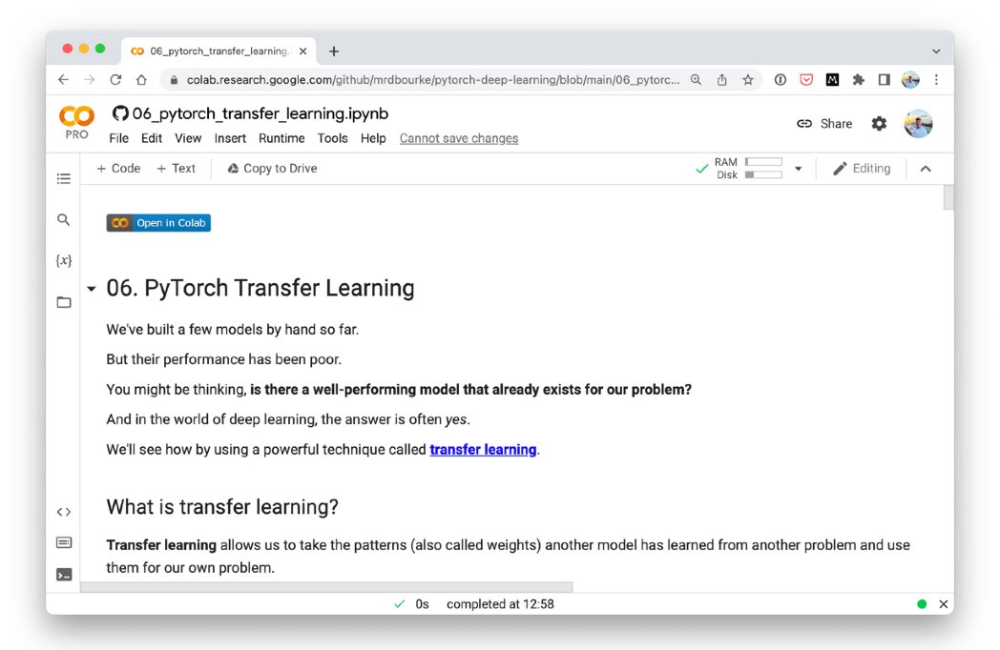 06_pytorch_transfer_learning.
colab.research.google.com/github/mrdbourke/pytorch-deep-learning/blob/main/06_pytorc...
PRO
06_pytorch_transfer_learning.ipynb
File Edit View Insert Runtime Tools Help Cannot save changes
Share
+ Code + Text Copy to Drive
RAM
Disk
Editing
{x}
Open in Colab
06. PyTorch Transfer Learning
We've built a few models by hand so far.
But their performance has been poor.
You might be thinking, is there a well-performing model that already exists for our problem?
And in the world of deep learning, the answer is often yes.
We'll see how by using a powerful technique called transfer learning.
What is transfer learning?
Transfer learning allows us to take the patterns (also called weights) another model has learned from another problem and use
them for our own problem.
0s completed at 12:58